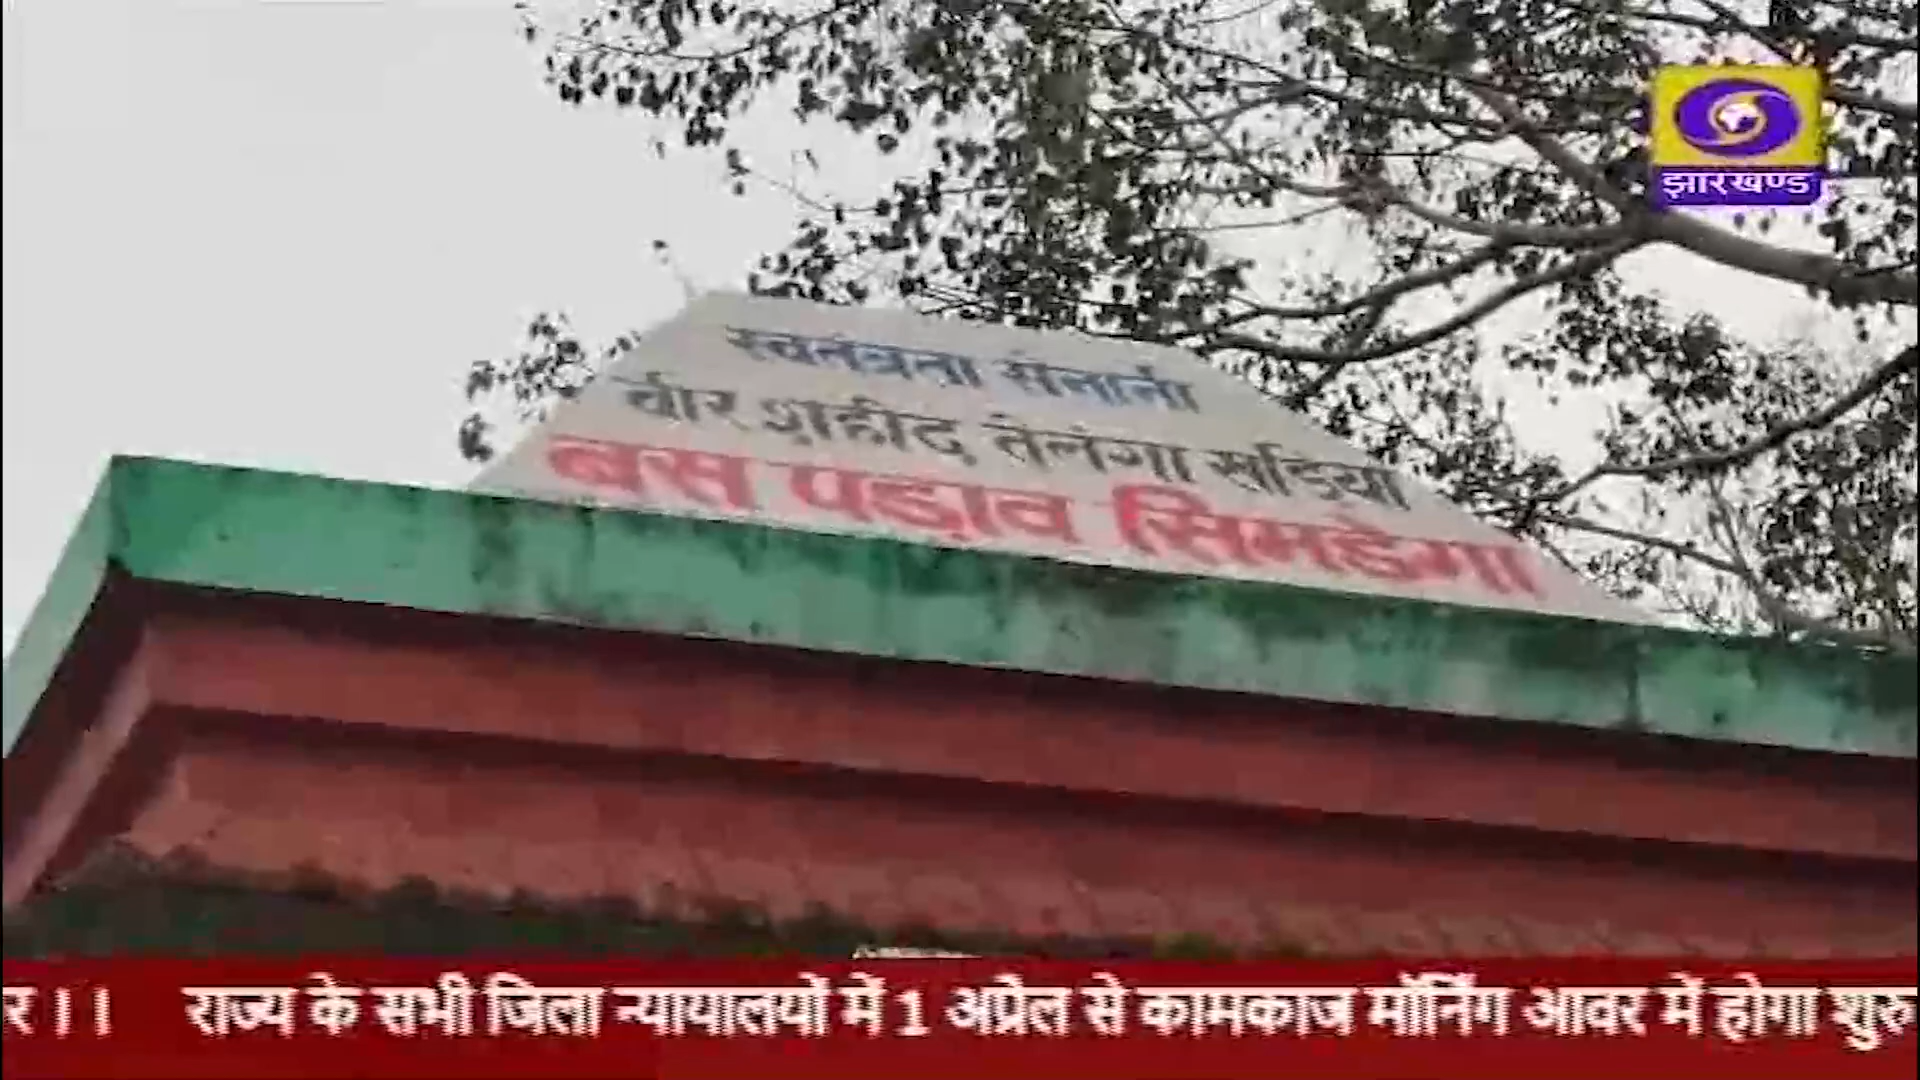 झारखण्ड
स्वतंत्रता सेनानी
वीर शहीद तेलंगा खड़िया
बस पड़ाव सिमडेगा
र।। राज्य के सभी जिला न्यायालयों में 1 अप्रैल से कामकाज मॉर्निंग आवर में होगा शुरु